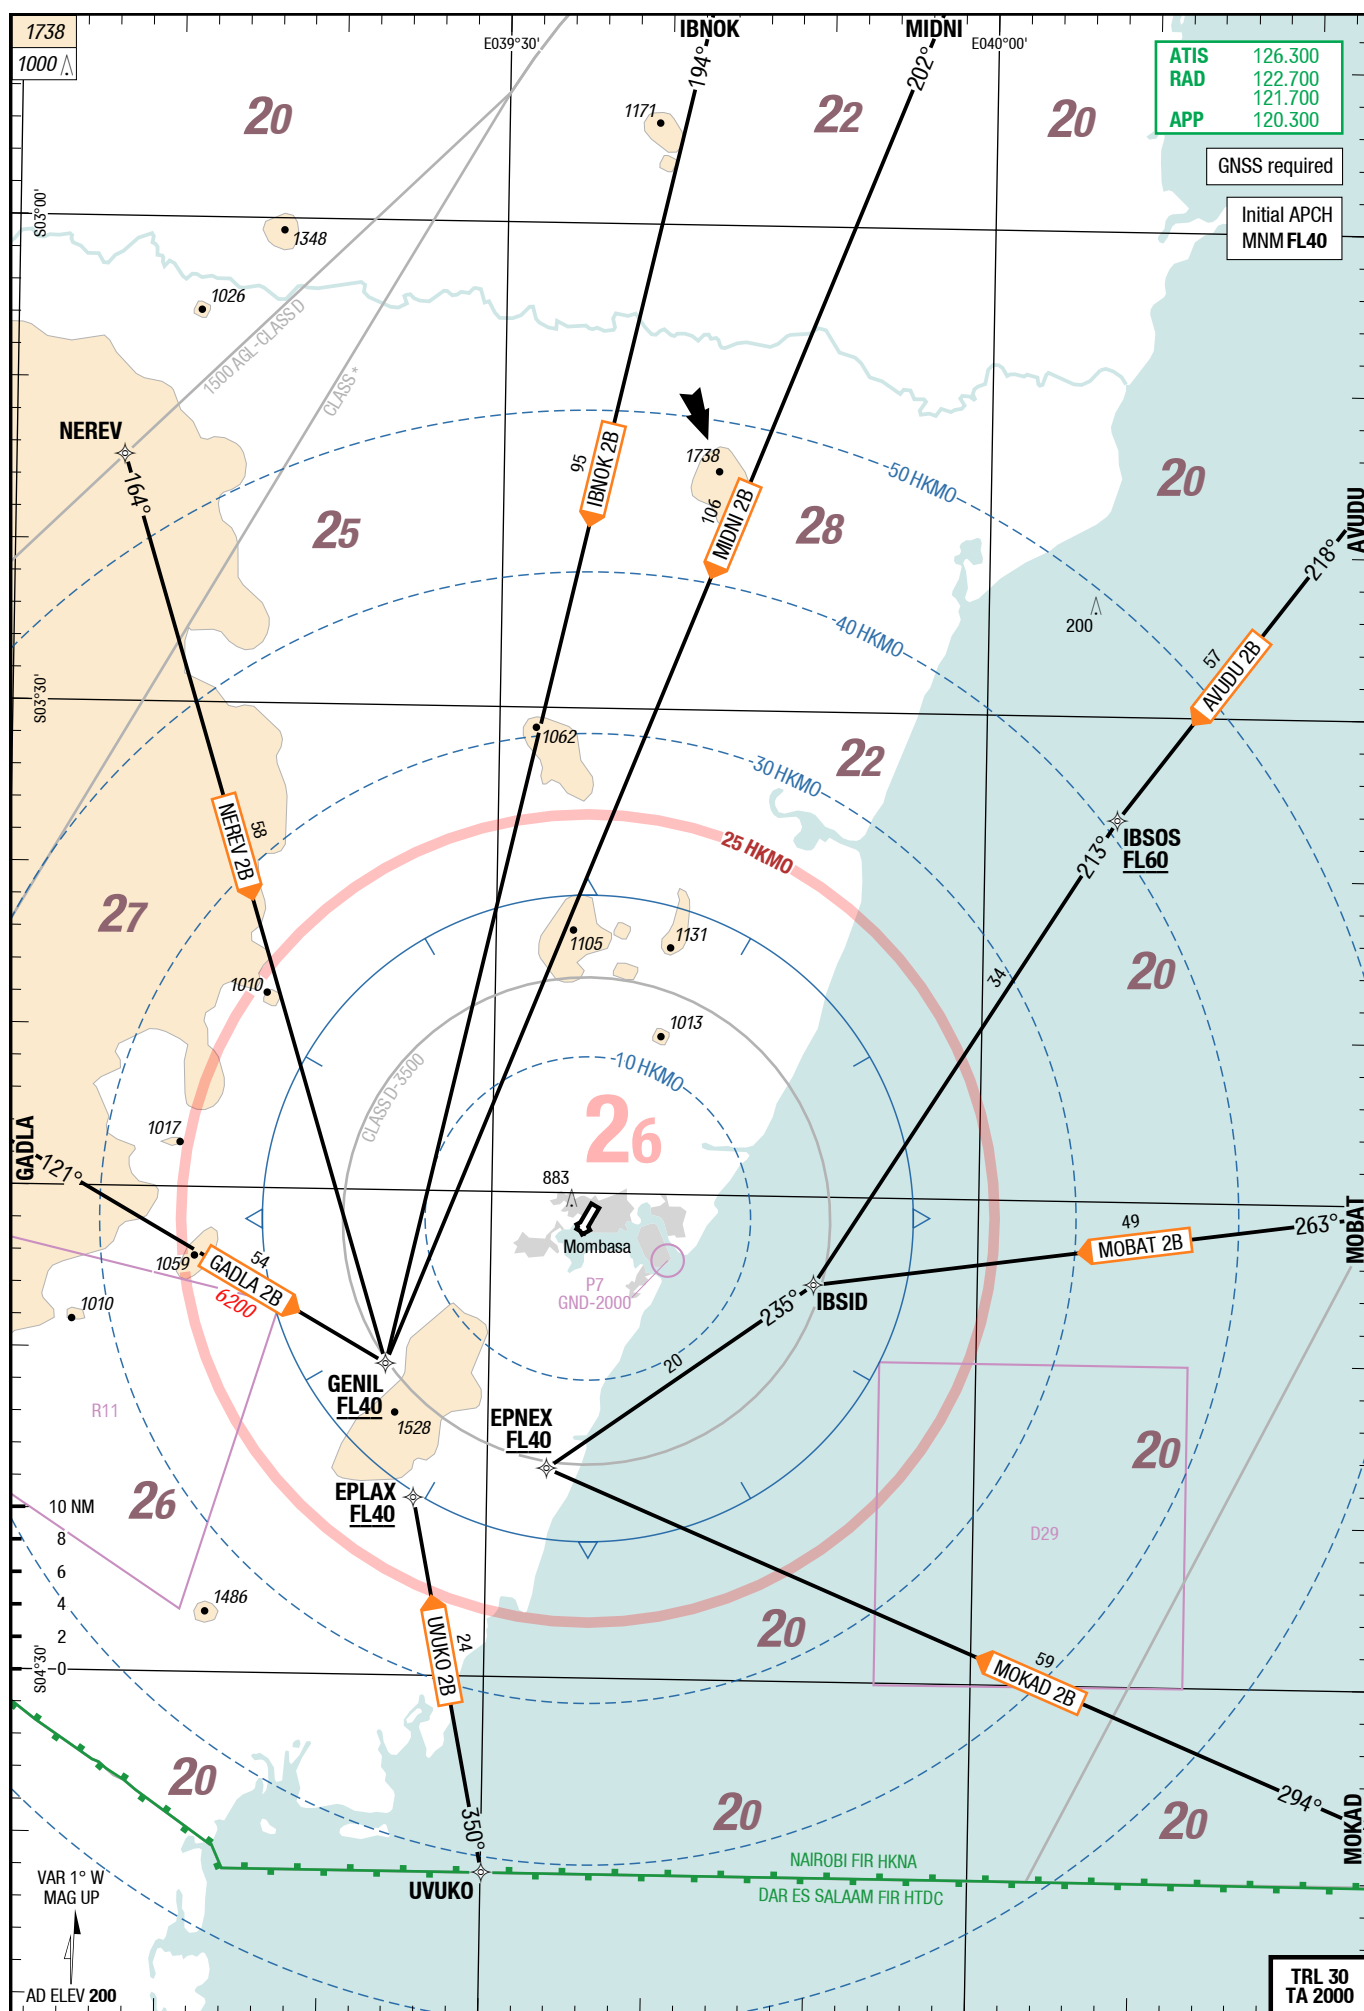 1738
1000
IBNOK
MIDNI
E039°30'
E040°00'
194°
202°
ATIS 126.300
RAD 122.700
121.700
APP 120.300
GNSS required
Initial APCH
MNM FL40
20
22
20
1171
S03°00'
1348
1026
1500 AGL-CLASS D
CLASS *
NEREV
164°
25
95
IBNOK 2B
1738
106
MIDNI 2B
28
50 HKMO
20
AVUDU
218°
200
40 HKMO
57
AVUDU 2B
S03°30'
1062
30 HKMO
22
NEREV 2B
58
25 HKMO
IBSOS
FL60
213°
27
1105
1131
20
34
1010
1013
10 HKMO
CLASS D-3500
26
1017
GADLA
121°
883
Mombasa
49
MOBAT 2B
263°
MOBAT
1059
54
GADLA 2B
6200
P7
GND-2000
235°
IBSID
1010
20
GENIL
FL40
R11
1528
EPNEX
FL40
20
26
EPLAX
FL40
D29
10 NM
8
6
4
2
0
1486
S04°30'
UVUKO 2B
24
20
59
MOKAD 2B
20
350°
20
294°
20
MOKAD
NAIROBI FIR HKNA
DAR ES SALAAM FIR HTDC
UVUKO
VAR 1° W
MAG UP
AD ELEV 200
TRL 30
TA 2000